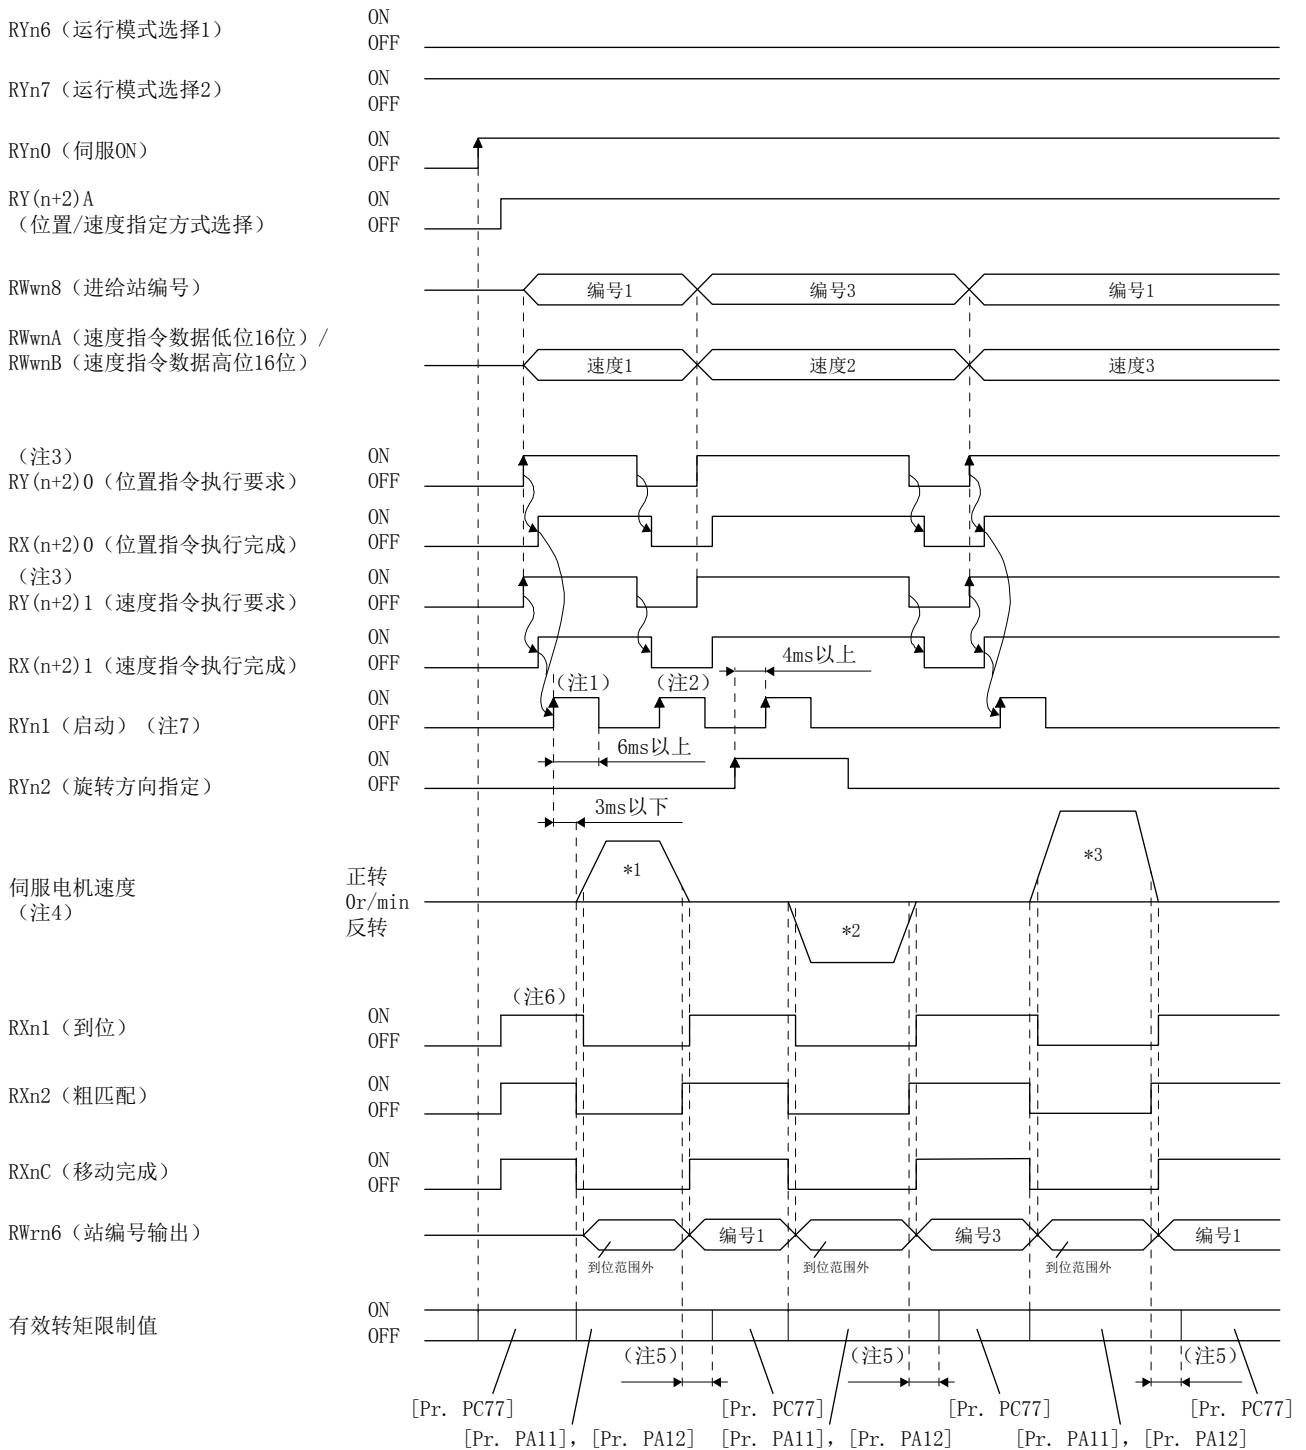 RYn6（运行模式选择1）
ON
OFF
RYn7（运行模式选择2）
ON
OFF
RYn0（伺服ON）
ON
OFF
RY(n+2)A
（位置/速度指定方式选择）
ON
OFF
RWwn8（进给站编号）
编号1
编号3
编号1
RWwnA（速度指令数据低位16位）/
RWwnB（速度指令数据高位16位）
速度1
速度2
速度3
（注3）
RY(n+2)0（位置指令执行要求）
ON
OFF
RX(n+2)0（位置指令执行完成）
ON
OFF
（注3）
RY(n+2)1（速度指令执行要求）
ON
OFF
RX(n+2)1（速度指令执行完成）
ON
OFF
4ms以上
（注1）
（注2）
RYn1（启动）（注7）
ON
OFF
6ms以上
RYn2（旋转方向指定）
ON
OFF
3ms以下
伺服电机速度
（注4）
正转
0r/min
反转
*1
*2
*3
（注6）
RXn1（到位）
ON
OFF
RXn2（粗匹配）
ON
OFF
RXnC（移动完成）
ON
OFF
RWrn6（站编号输出）
编号1
编号3
编号1
到位范围外
到位范围外
到位范围外
有效转矩限制值
ON
OFF
（注5）
（注5）
（注5）
[Pr. PC77]
[Pr. PC77]
[Pr. PC77]
[Pr. PC77]
[Pr. PA11]，[Pr. PA12]
[Pr. PA11]，[Pr. PA12]
[Pr. PA11]，[Pr. PA12]